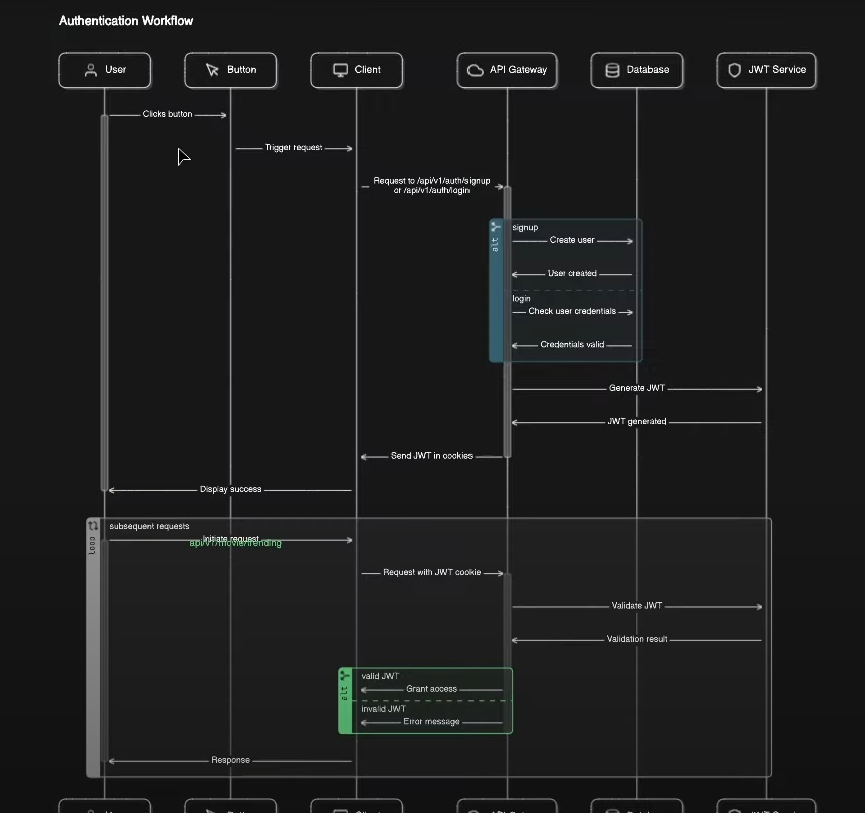 Authentication Workflow
User
Button
Client
API Gateway
Database
JWT Service
Clicks button
Trigger request
Request to /api/v1/auth/signup
or /api/v1/auth/login
alt
signup
Create user
User created
login
Check user credentials
Credentials valid
Generate JWT
JWT generated
Send JWT in cookies
Display success
loop
subsequent requests
Initiate request
api/v1/movie/trending
Request with JWT cookie
Validate JWT
Validation result
alt
valid JWT
Grant access
invalid JWT
Error message
Response